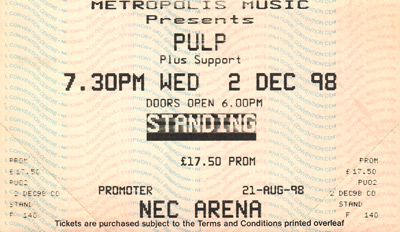 METROPOLIS MUSIC
Presents
PULP
Plus Support
7.30PM WED 2 DEC 98
DOORS OPEN 6.00PM
STANDING
£17.50 PROM
PROM
£17.50
PU02
2 DEC98 CO
STAND
F 140
PROM
£17.50
PU02
2 DEC98 CO
STAND
F 140
PROMOTER 21-AUG-98
NEC ARENA
Tickets are purchased subject to the Terms and Conditions printed overleaf